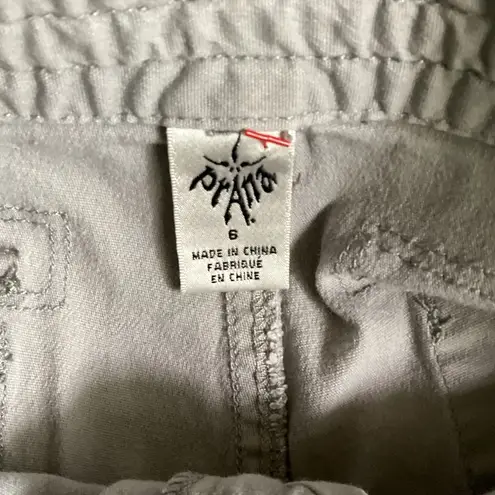 prAna
6
MADE IN CHINA
FABRIQUÉ
EN CHINE